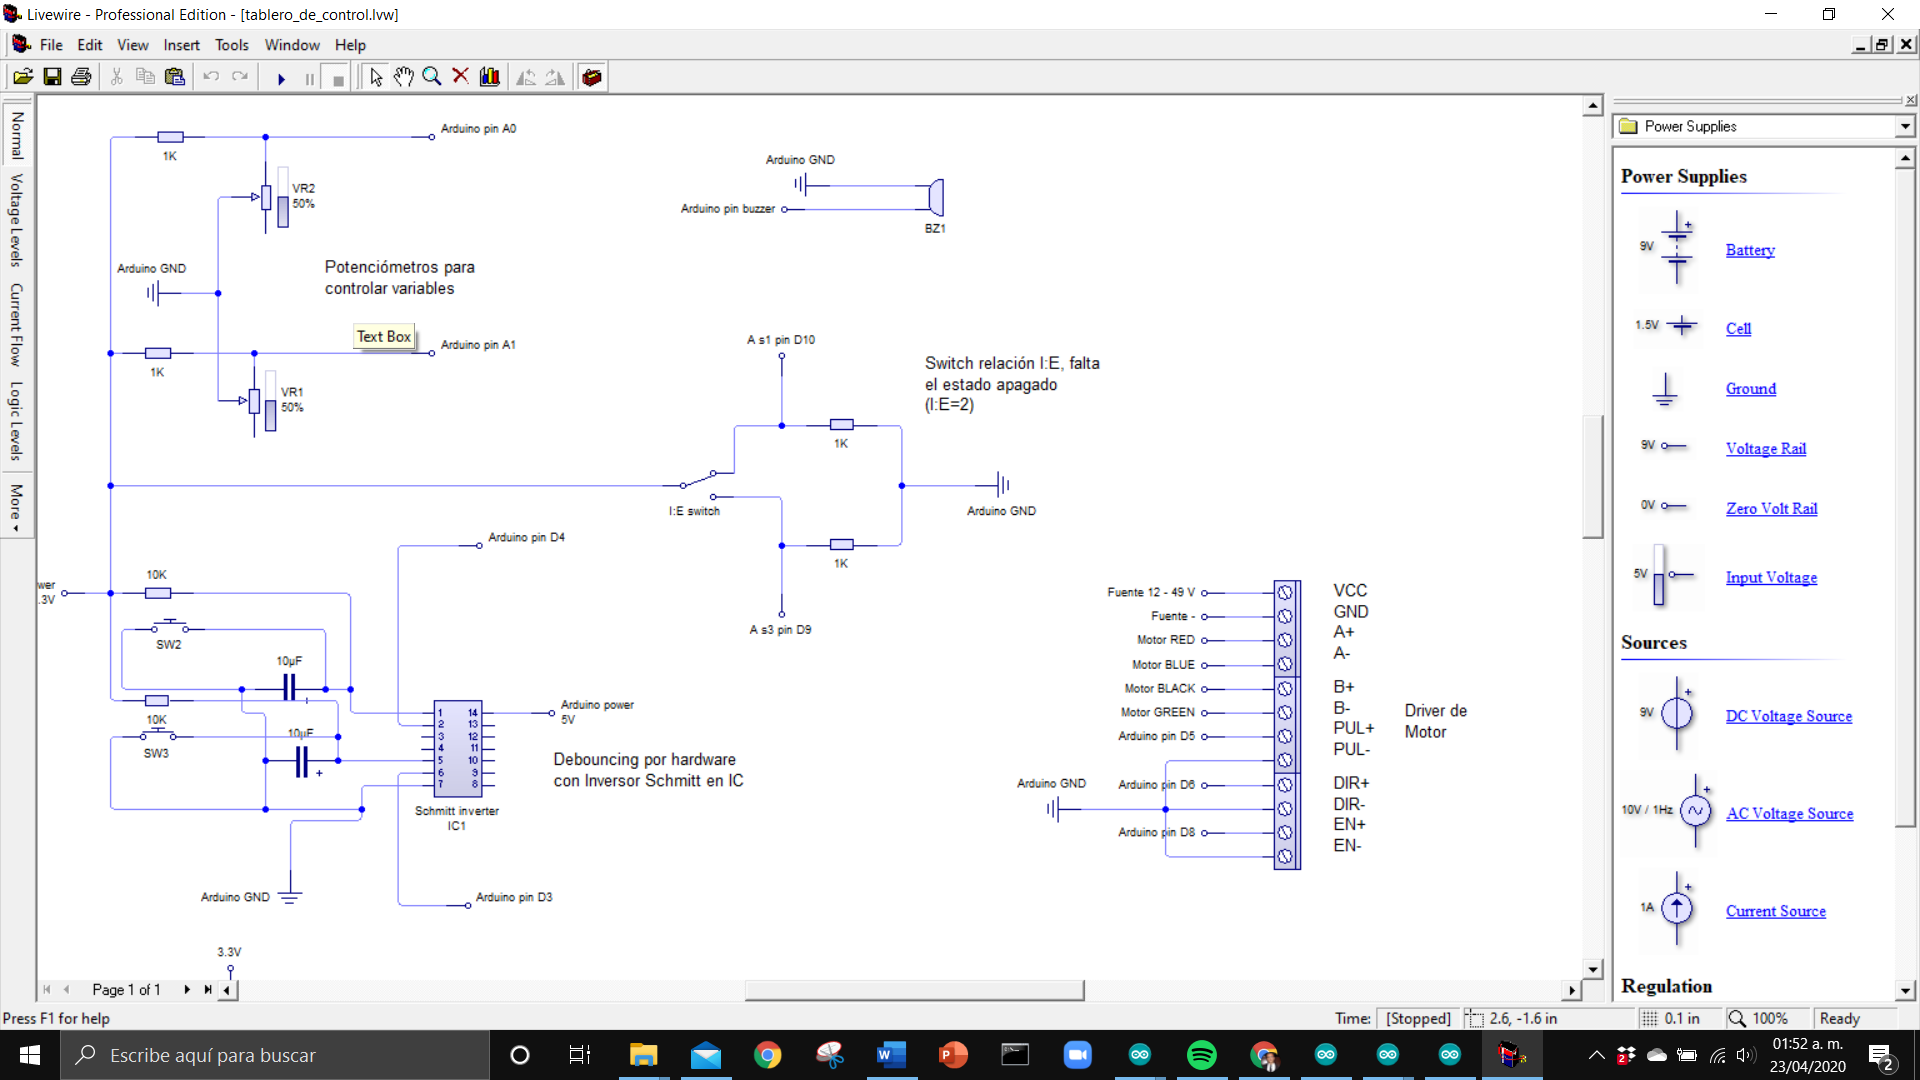 Livewire - Professional Edition - [tablero_de_control.lvw]
File Edit View Insert Tools Window Help
Normal
Voltage Levels
Current Flow
Logic Levels
More
Arduino pin A0
1K
VR2
50%
Arduino GND
Potenciómetros para
controlar variables
Text Box
Arduino pin A1
1K
VR1
50%
Arduino GND
Arduino pin buzzer
BZ1
A s1 pin D10
Switch relación I:E, falta
el estado apagado
(I:E=2)
1K
I:E switch
Arduino GND
1K
A s3 pin D9
Arduino pin D4
wer
.3V
10K
SW2
10µF
10K
SW3
10µF
1 14
2 13
3 12
4 11
5 10
6 9
7 8
Arduino power
5V
Debouncing por hardware
con Inversor Schmitt en IC
Schmitt inverter
IC1
Arduino GND
Arduino pin D3
3.3V
Fuente 12 - 49 V
Fuente -
Motor RED
Motor BLUE
Motor BLACK
Motor GREEN
Arduino pin D5
Arduino GND
Arduino pin D6
Arduino pin D8
VCC
GND
A+
A-
B+
B-
PUL+
PUL-
DIR+
DIR-
EN+
EN-
Driver de
Motor
Power Supplies
Power Supplies
9V Battery
1.5V Cell
Ground
9V Voltage Rail
0V Zero Volt Rail
5V Input Voltage
Sources
9V DC Voltage Source
10V / 1Hz AC Voltage Source
1A Current Source
Regulation
Page 1 of 1
Press F1 for help
Time: [Stopped] 2.6, -1.6 in 0.1 in 100% Ready
Escribe aquí para buscar
01:52 a. m.
23/04/2020
2